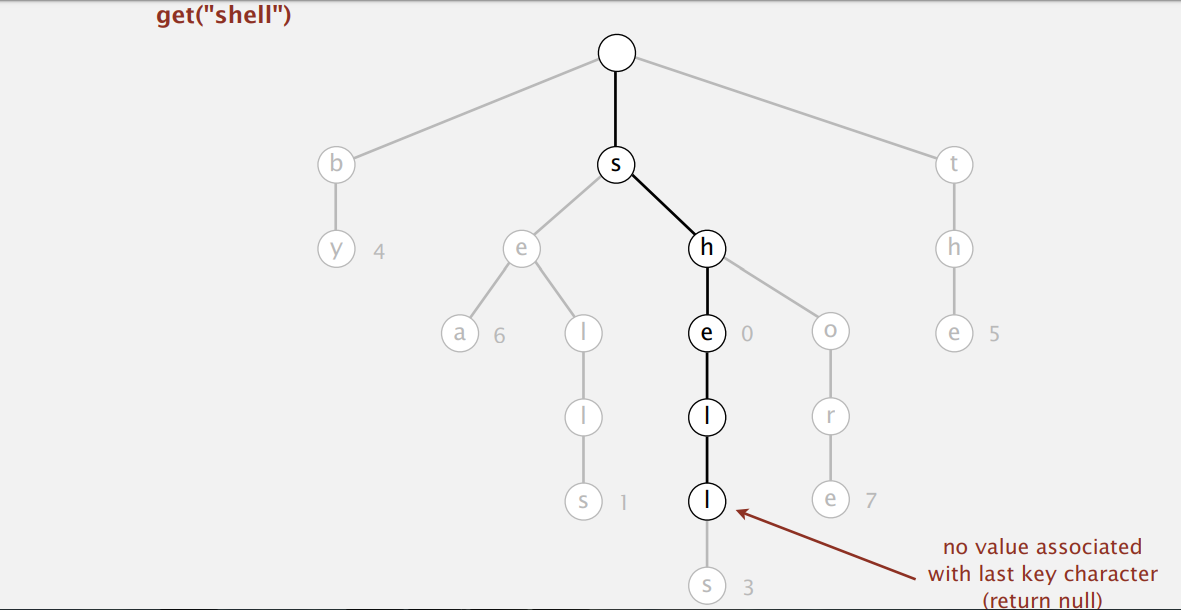 get("shell")
b s t
y 4 e h h
a 6 l e 0 o e 5
l l r
s 1 l e 7
no value associated
with last key character
s 3
(return null)